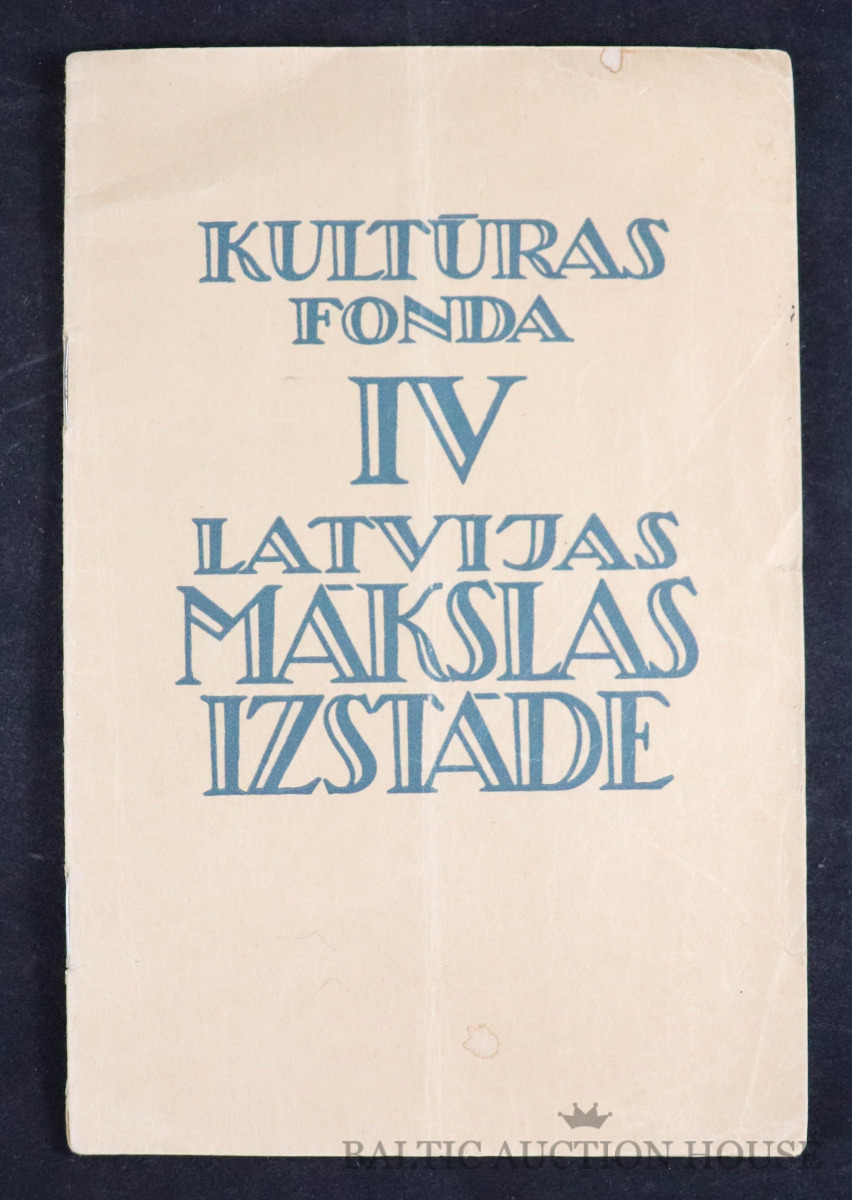 KULTŪRAS
FONDA
IV
LATVIJAS
MĀKSLAS
IZSTĀDE
BALTIC AUCTION HOUSE